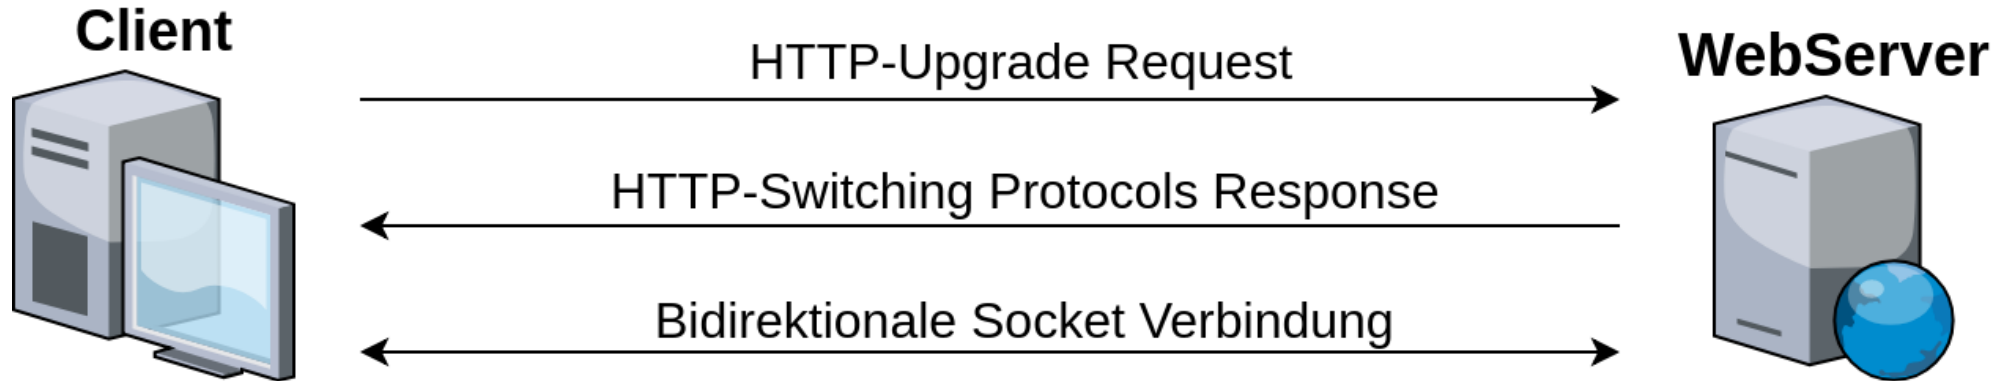 Client
WebServer
HTTP-Upgrade Request
HTTP-Switching Protocols Response
Bidirektionale Socket Verbindung